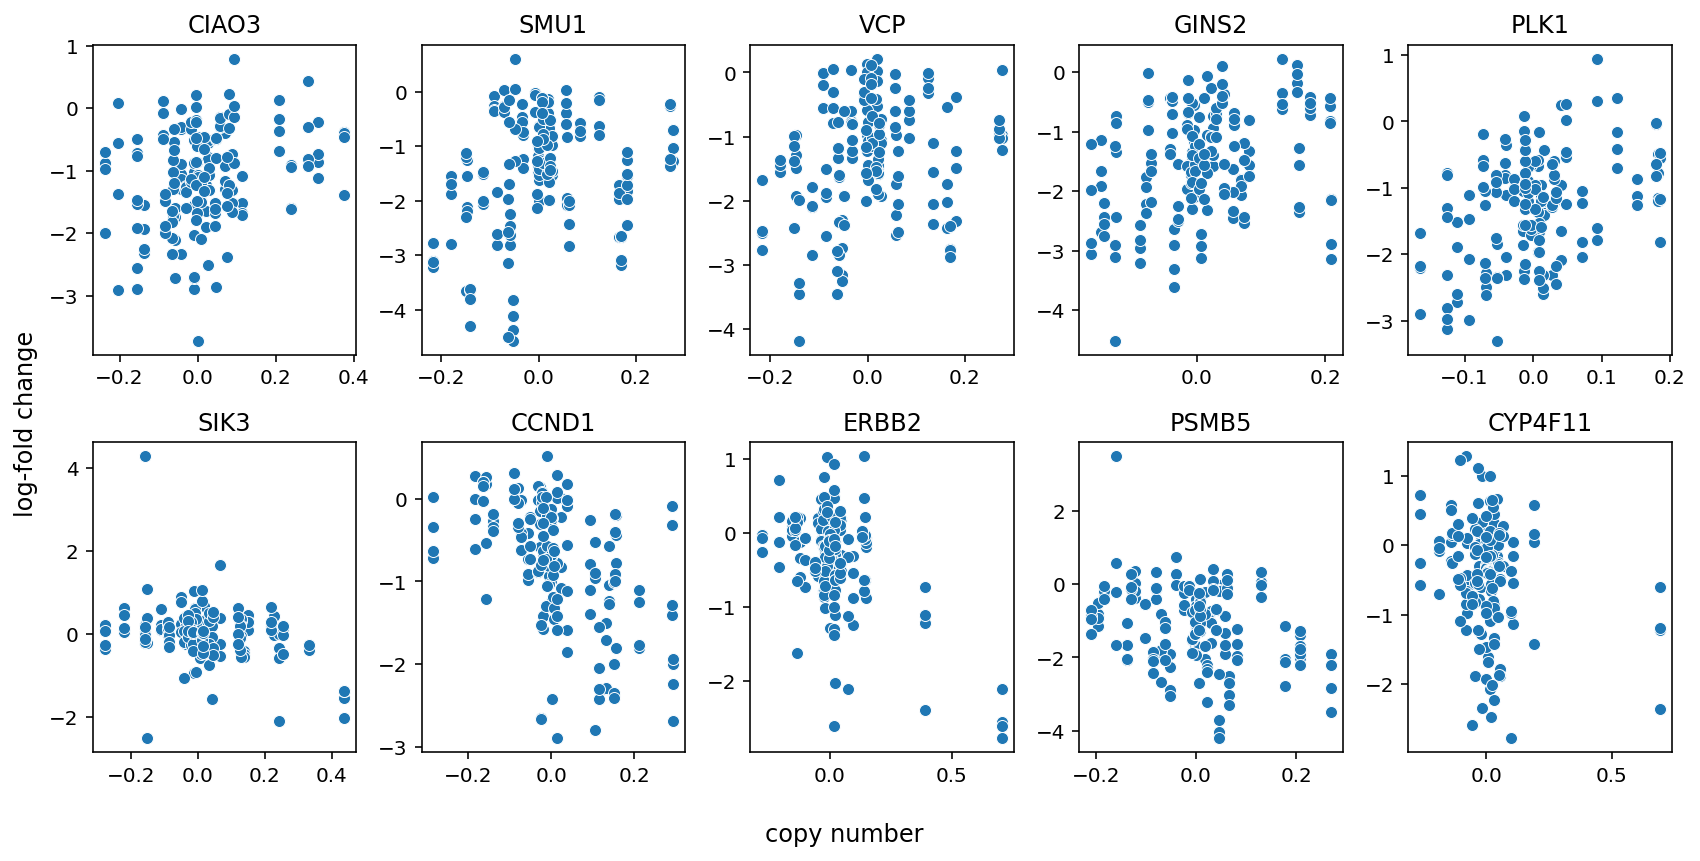 CIAO3 SMU1 VCP GINS2 PLK1
1 0 −1 −2 −3
−0.2 0.0 0.2 0.4
0 −1 −2 −3 −4
−0.2 0.0 0.2
0 −1 −2 −3 −4
−0.2 0.0 0.2
0 −1 −2 −3 −4
0.0 0.2
1 0 −1 −2 −3
−0.1 0.0 0.1 0.2
log-fold change
SIK3 CCND1 ERBB2 PSMB5 CYP4F11
4 2 0 −2
−0.2 0.0 0.2 0.4
0 −1 −2 −3
−0.2 0.0 0.2
1 0 −1 −2
0.0 0.5
2 0 −2 −4
−0.2 0.0 0.2
1 0 −1 −2
0.0 0.5
copy number